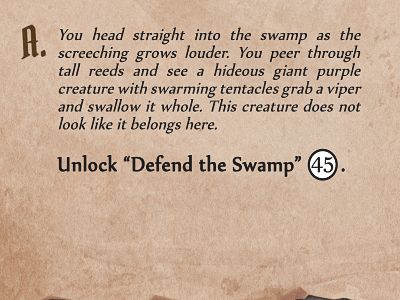 A. You head straight into the swamp as the
screeching grows louder. You peer through
tall reeds and see a hideous giant purple
creature with swarming tentacles grab a viper
and swallow it whole. This creature does not
look like it belongs here.
Unlock “Defend the Swamp” 45.